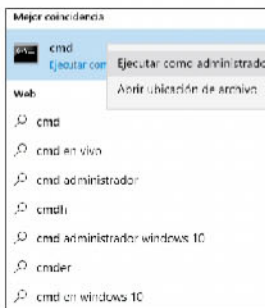 Mejor coincidencia
cmd
Ejecutar com
Ejecutar como administrado
Abrir ubicación de archivo
Web
cmd
cmd en vivo
cmd administrador
cmdh
cmd administrador windows 10
cmder
cmd en windows 10